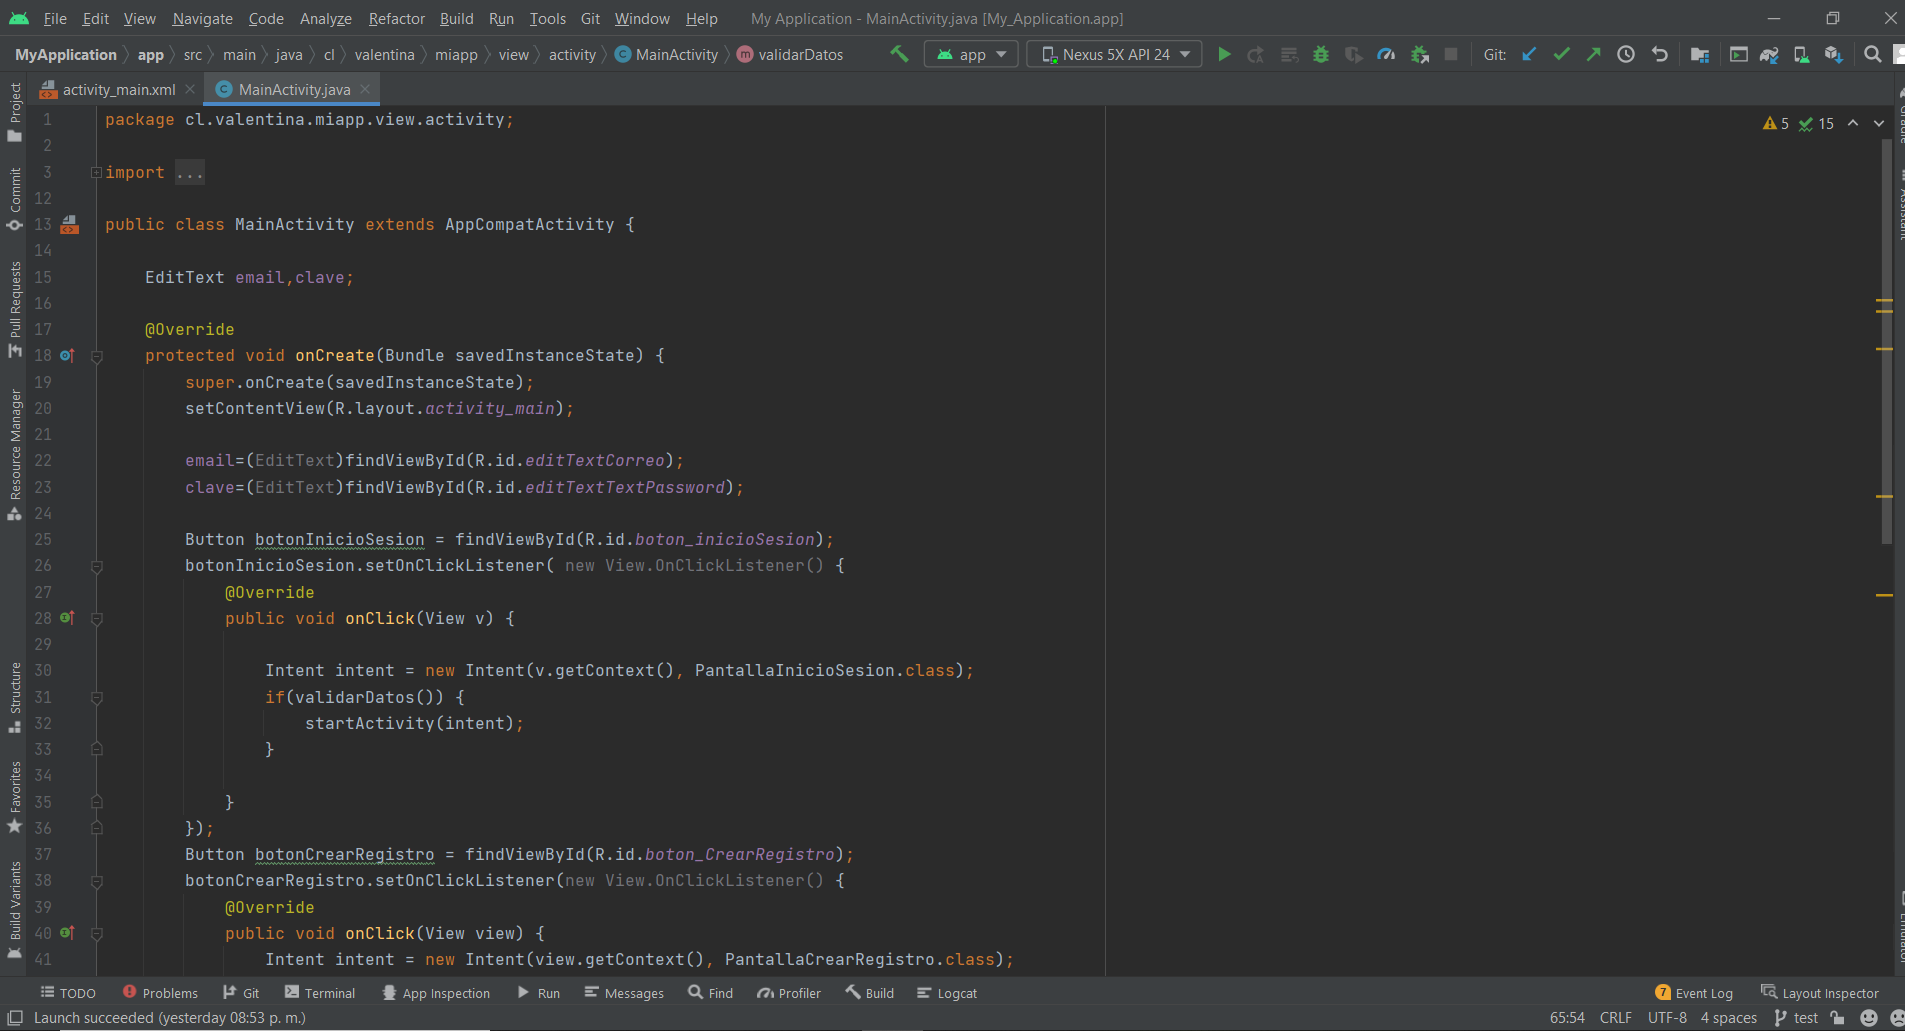 File Edit View Navigate Code Analyze Refactor Build Run Tools Git Window Help My Application - MainActivity.java [My_Application.app]
MyApplication app src main java cl valentina miapp view activity MainActivity validarDatos app Nexus 5X API 24 Git:
activity_main.xml MainActivity.java
Project
Commit
Pull Requests
Resource Manager
Structure
Favorites
Build Variants
5 15
1 package cl.valentina.miapp.view.activity;
2
3 import ...
12
13 public class MainActivity extends AppCompatActivity {
14
15 EditText email,clave;
16
17 @Override
18 protected void onCreate(Bundle savedInstanceState) {
19 super.onCreate(savedInstanceState);
20 setContentView(R.layout.activity_main);
21
22 email=(EditText)findViewById(R.id.editTextCorreo);
23 clave=(EditText)findViewById(R.id.editTextTextPassword);
24
25 Button botonInicioSesion = findViewById(R.id.boton_inicioSesion);
26 botonInicioSesion.setOnClickListener( new View.OnClickListener() {
27 @Override
28 public void onClick(View v) {
29
30 Intent intent = new Intent(v.getContext(), PantallaInicioSesion.class);
31 if(validarDatos()) {
32 startActivity(intent);
33 }
34
35 }
36 });
37 Button botonCrearRegistro = findViewById(R.id.boton_CrearRegistro);
38 botonCrearRegistro.setOnClickListener(new View.OnClickListener() {
39 @Override
40 public void onClick(View view) {
41 Intent intent = new Intent(view.getContext(), PantallaCrearRegistro.class);
TODO Problems Git Terminal App Inspection Run Messages Find Profiler Build Logcat 7 Event Log Layout Inspector
Launch succeeded (yesterday 08:53 p. m.) 65:54 CRLF UTF-8 4 spaces test